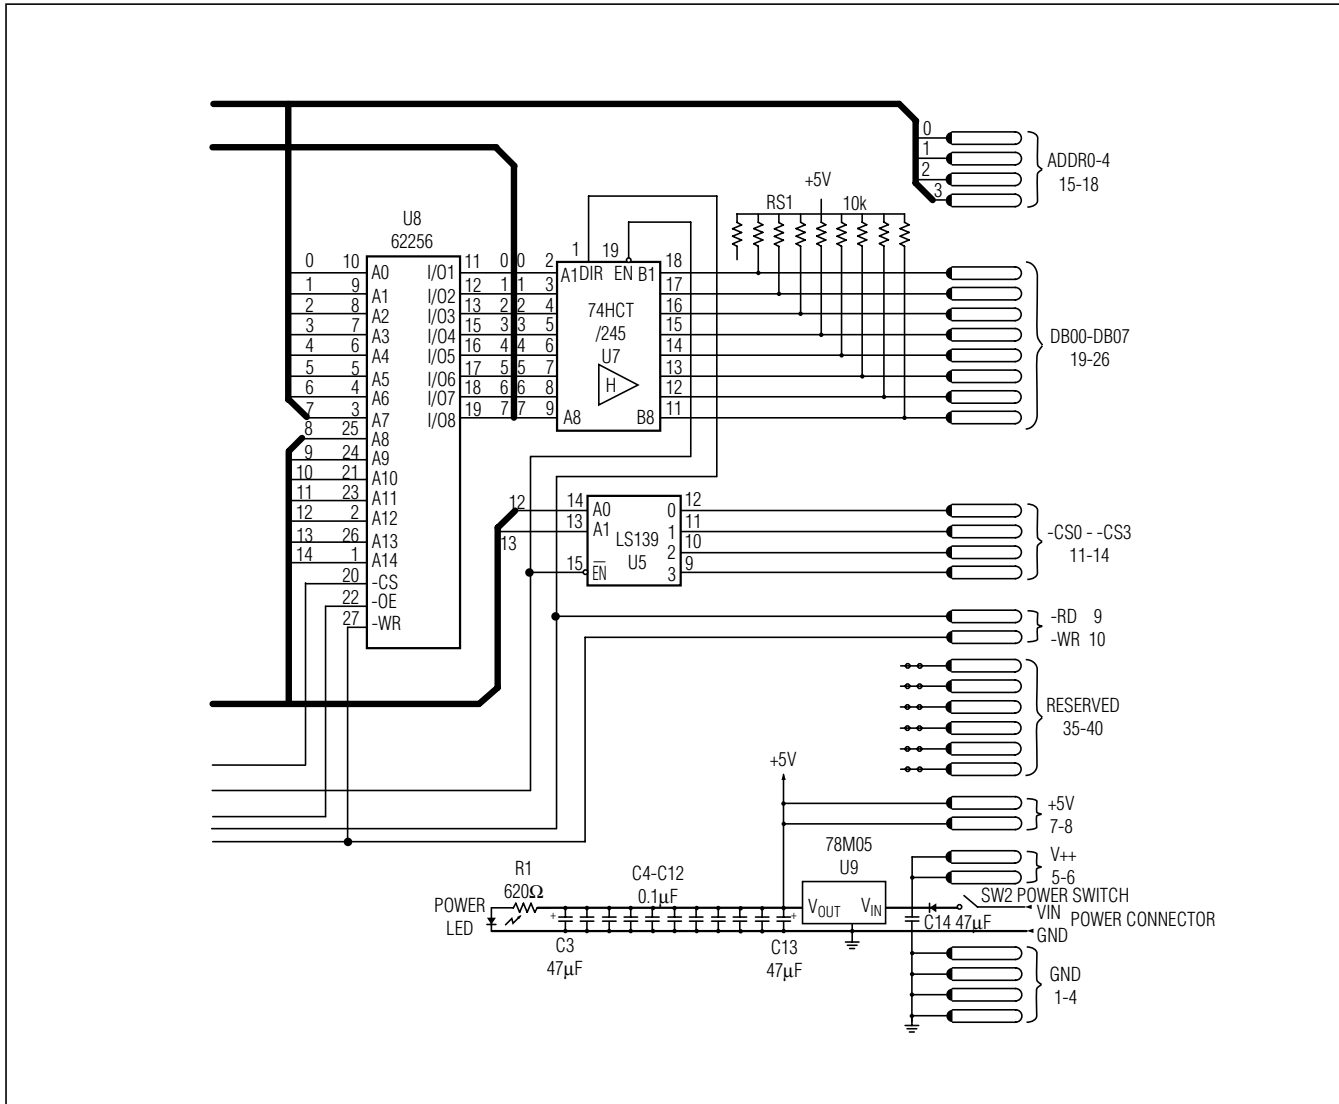 0
1
2
3
ADDR0-4
15-18
+5V
RS1 10k
U8
62256
1 19
0 10 A0 I/O1 11 0 0 2 A1 DIR EN B1 18
1 9 A1 I/O2 12 1 1 3 17
2 8 A2 I/O3 13 2 2 4 74HCT 16
3 7 A3 I/O4 15 3 3 5 /245 15
4 6 A4 I/O5 16 4 4 6 U7 14
5 5 A5 I/O6 17 5 5 7 H 13
6 4 A6 I/O7 18 6 6 8 12
7 3 A7 I/O8 19 7 7 9 A8 B8 11
DB00-DB07
19-26
8 25 A8
9 24 A9
10 21 A10
11 23 A11
12 2 A12
13 26 A13
14 1 A14
20 -CS
22 -OE
27 -WR
12 14 A0 0 12
13 13 A1 1 11
LS139 2 10
15 EN U5 3 9
-CS0 - -CS3
11-14
-RD 9
-WR 10
RESERVED
35-40
+5V
+5V
7-8
78M05
U9
V++
5-6
R1
620Ω
C4-C12
0.1µF
SW2 POWER SWITCH
POWER
LED
+
+
VOUT VIN
VIN
POWER CONNECTOR
C14 47µF
GND
C3
47µF
C13
47µF
GND
1-4